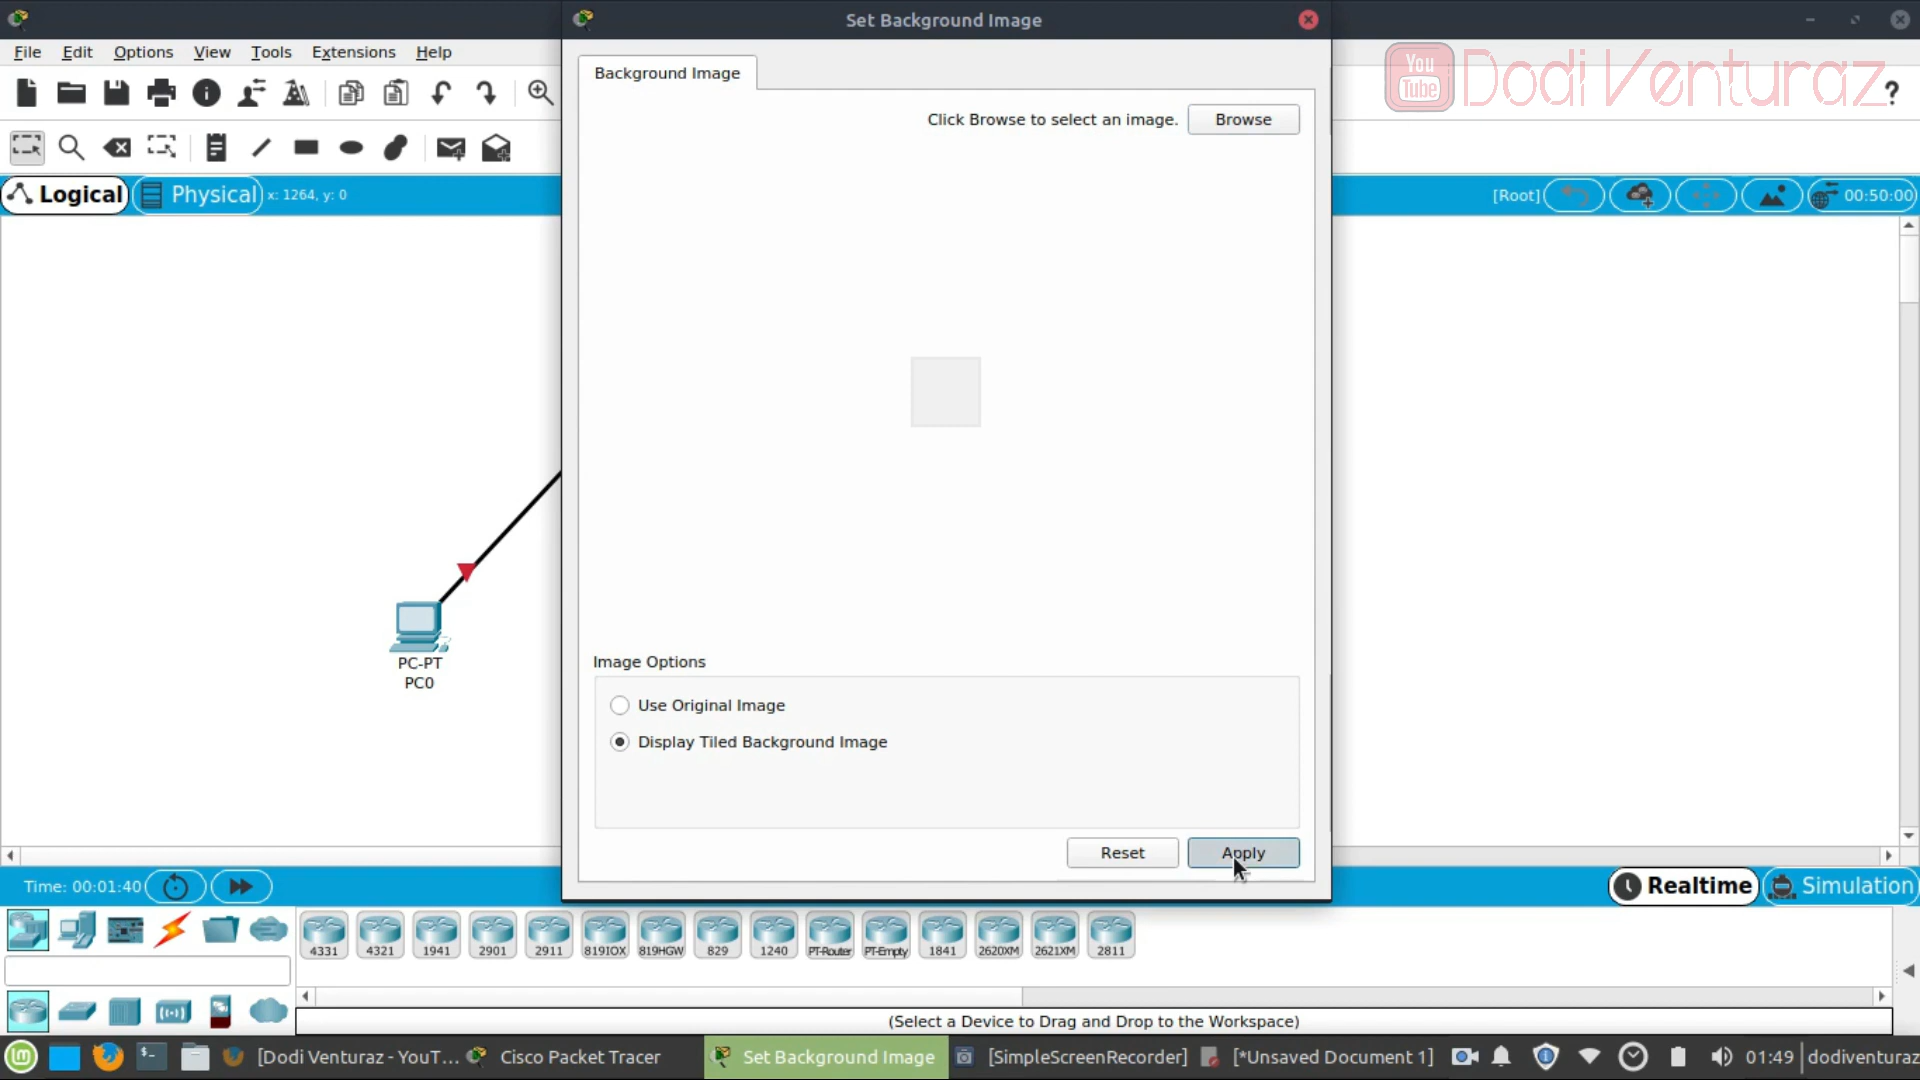 Set Background Image
File Edit Options View Tools Extensions Help
Background Image
You
Tube
Dodi Venturaz
?
Click Browse to select an image. Browse
Logical Physical x: 1264, y: 0
[Root] 00:50:00
PC-PT
PC0
Image Options
Use Original Image
Display Tiled Background Image
Reset Apply
Time: 00:01:40
Realtime Simulation
4331 4321 1941 2901 2911 819IOX 819HGW 829 1240 PT-Router PT-Empty 1841 2620XM 2621XM 2811
(Select a Device to Drag and Drop to the Workspace)
[Dodi Venturaz - YouT... Cisco Packet Tracer Set Background Image [SimpleScreenRecorder] [*Unsaved Document 1] 01:49 dodiventuraz